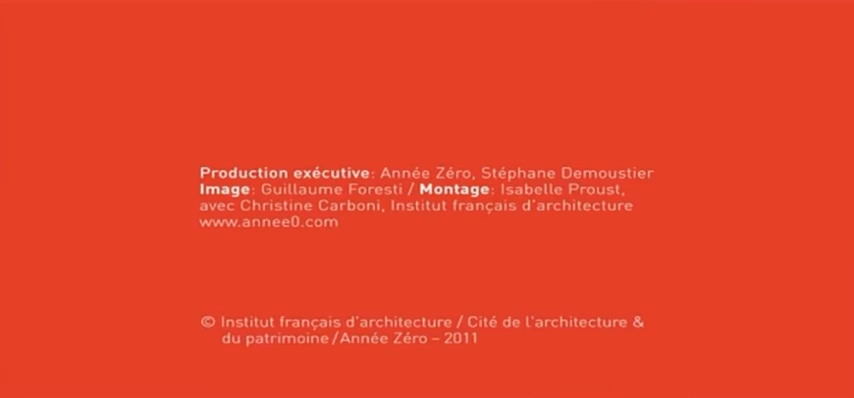 Production exécutive: Année Zéro, Stéphane Demoustier
Image: Guillaume Foresti / Montage: Isabelle Proust,
avec Christine Carboni, Institut français d'architecture
www.annee0.com
© Institut français d'architecture / Cité de l'architecture &
du patrimoine / Année Zéro – 2011